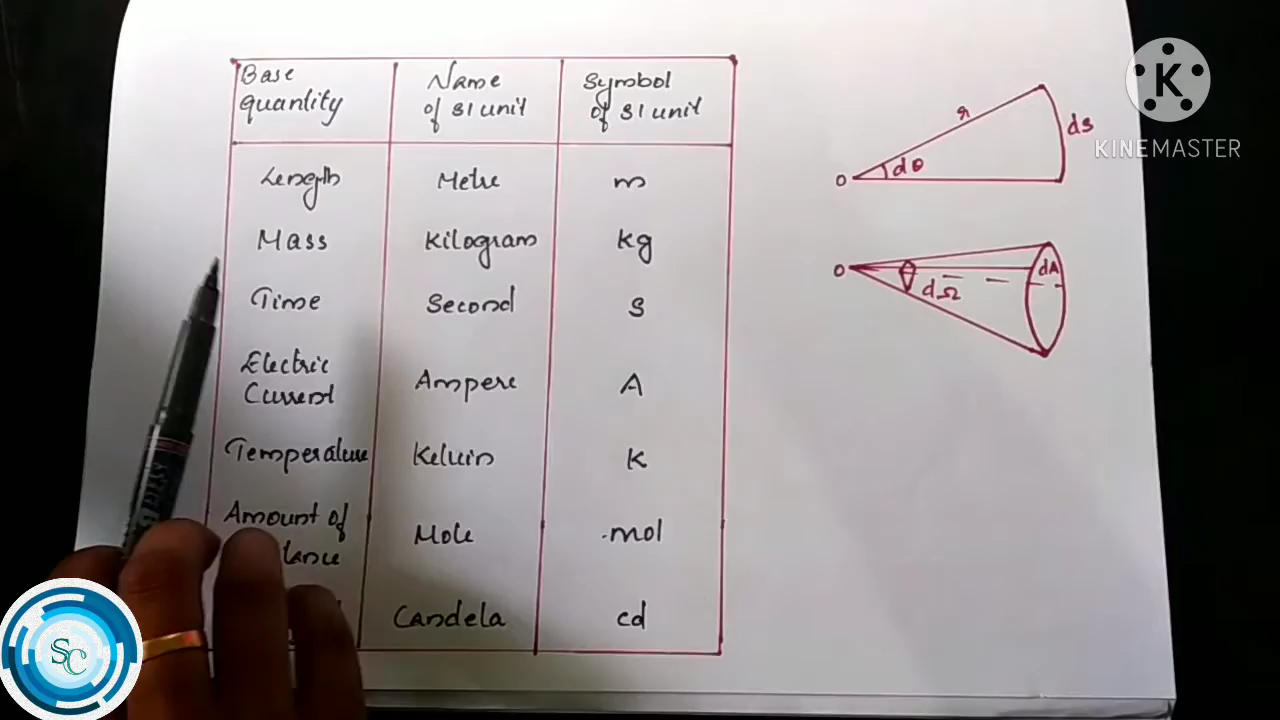 Base
quantity
Name
of SI unit
Symbol
of SI unit
Length
Metre
m
Mass
Kilogram
kg
Time
Second
S
Electric
Current
Ampere
A
Temperature
Kelvin
K
Amount of
Mole
mol
Candela
cd
r
ds
dθ
O
O
dΩ
dA
K
KINEMASTER
SC